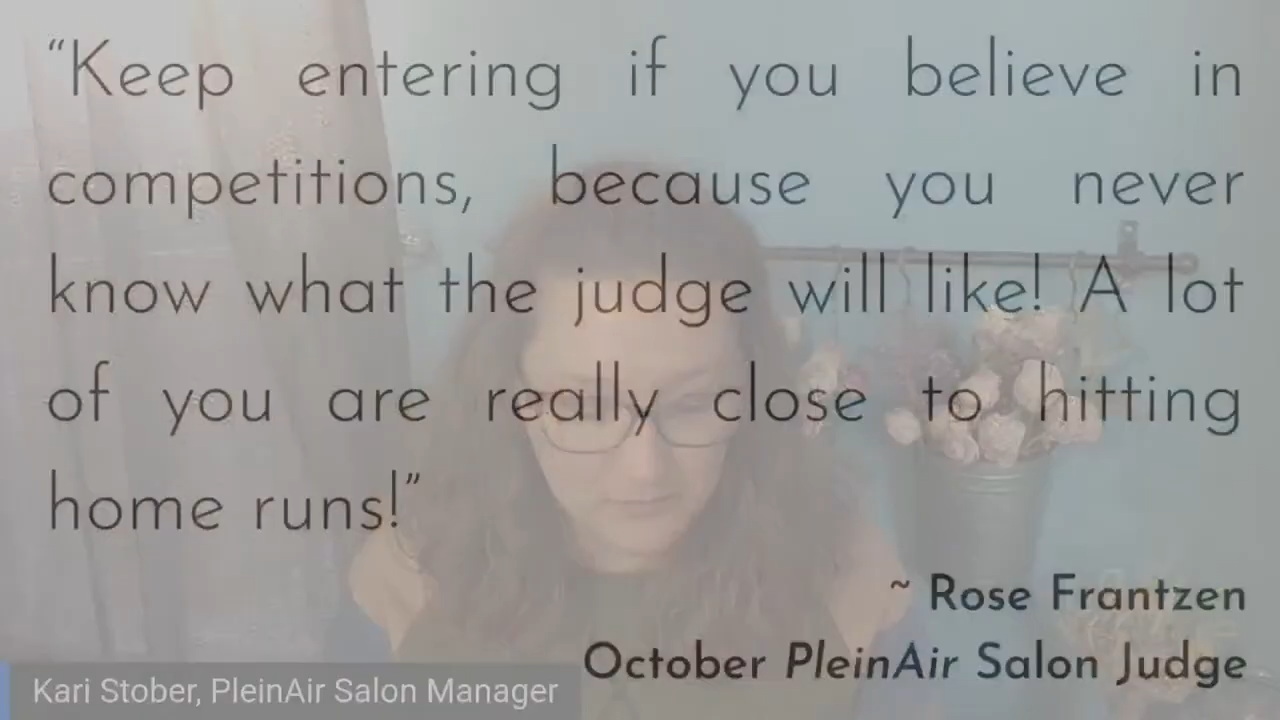 “Keep entering if you believe in
competitions, because you never
know what the judge will like! A lot
of you are really close to hitting
home runs!”
~ Rose Frantzen
October PleinAir Salon Judge
Kari Stober, PleinAir Salon Manager